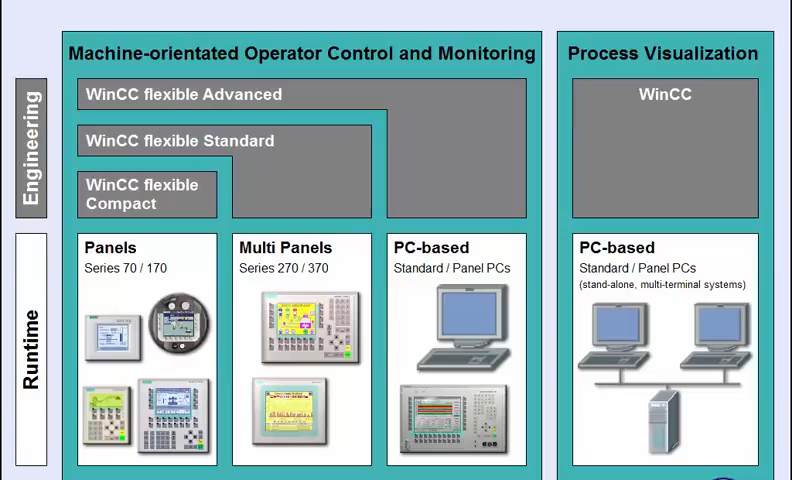 Machine-orientated Operator Control and Monitoring
Process Visualization
Engineering
WinCC flexible Advanced
WinCC flexible Standard
WinCC flexible
Compact
WinCC
Runtime
Panels
Series 70 / 170
Multi Panels
Series 270 / 370
PC-based
Standard / Panel PCs
PC-based
Standard / Panel PCs
(stand-alone, multi-terminal systems)